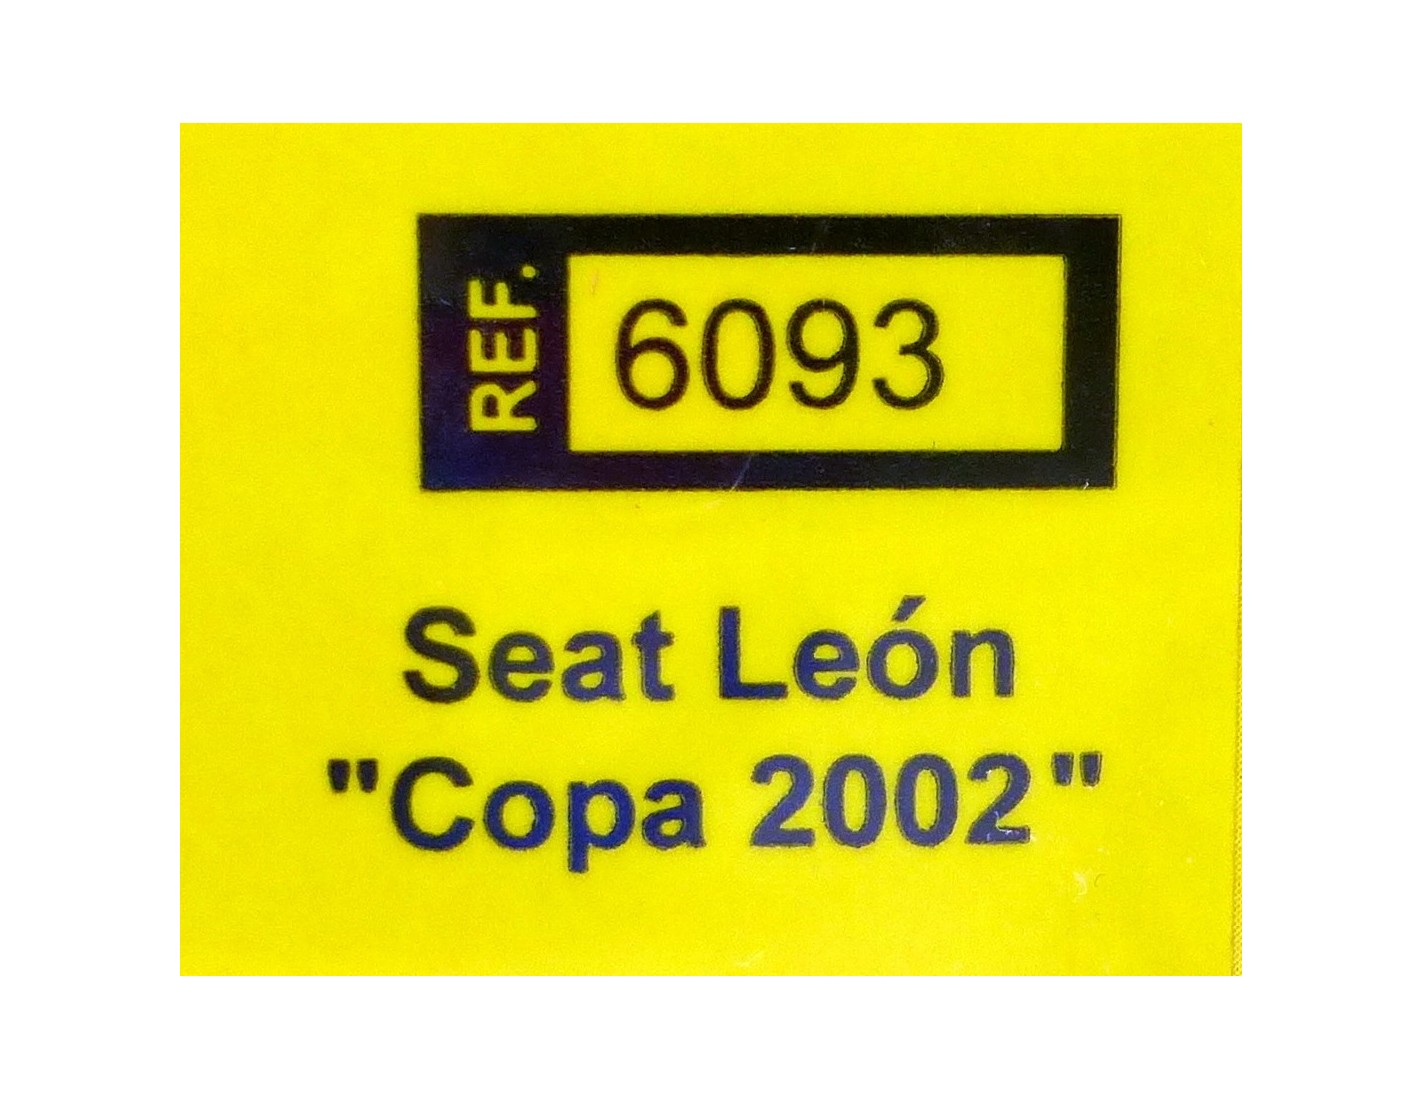 REF. 6093
Seat León
"Copa 2002"